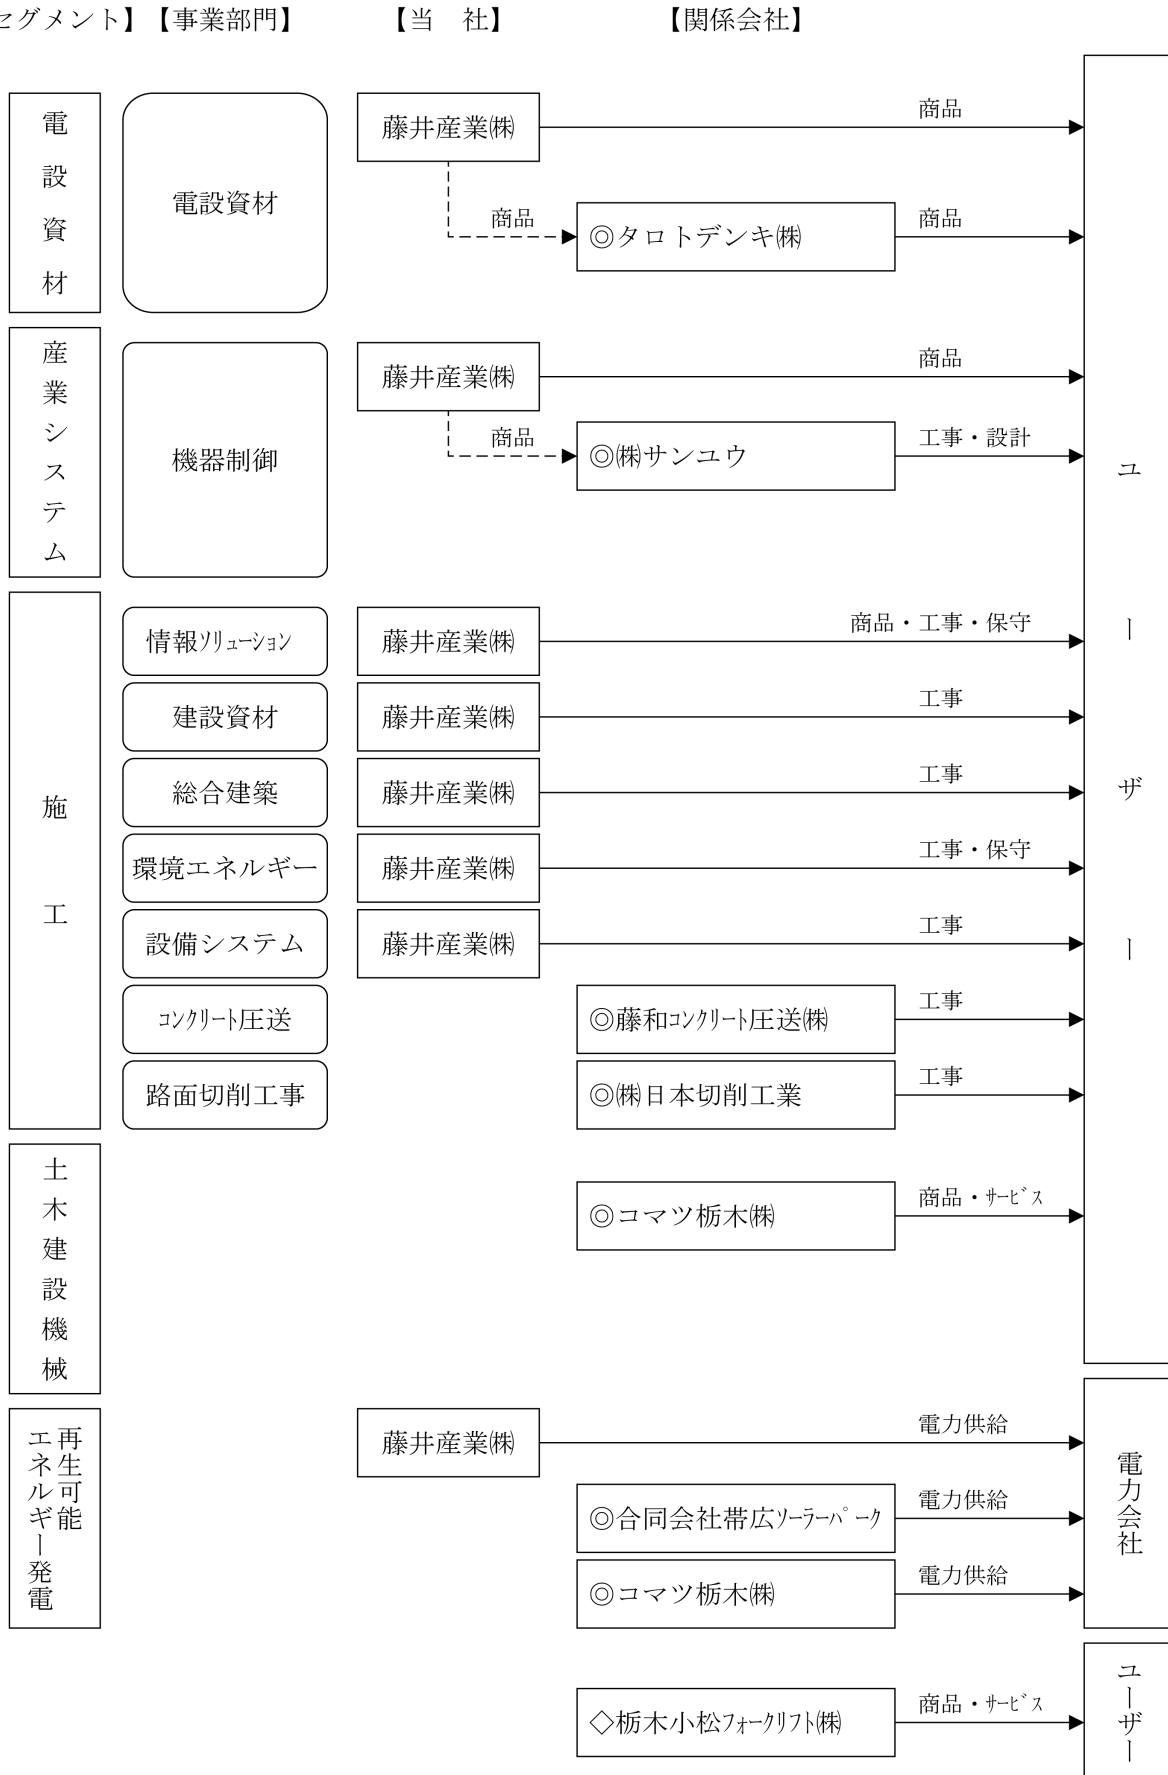 セグメント】【事業部門】 【当 社】 【関係会社】
電設資材
電設資材
藤井産業㈱
商品
商品
◎タロトデンキ㈱
商品
産業システム
機器制御
藤井産業㈱
商品
商品
◎㈱サンユウ
工事・設計
施工
情報ソリューション
藤井産業㈱
商品・工事・保守
建設資材
藤井産業㈱
工事
総合建築
藤井産業㈱
工事
環境エネルギー
藤井産業㈱
工事・保守
設備システム
藤井産業㈱
工事
コンクリート圧送
◎藤和コンクリート圧送㈱
工事
路面切削工事
◎㈱日本切削工業
工事
土木建設機械
◎コマツ栃木㈱
商品・サービス
ユーザー
再生可能
エネルギー発電
藤井産業㈱
電力供給
◎合同会社帯広ソーラーパーク
電力供給
◎コマツ栃木㈱
電力供給
電力会社
◇栃木小松フォークリフト㈱
商品・サービス
ユーザー